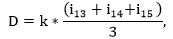 D = k * (i₁₃ + i₁₄+i₁₅ ) / 3 ,